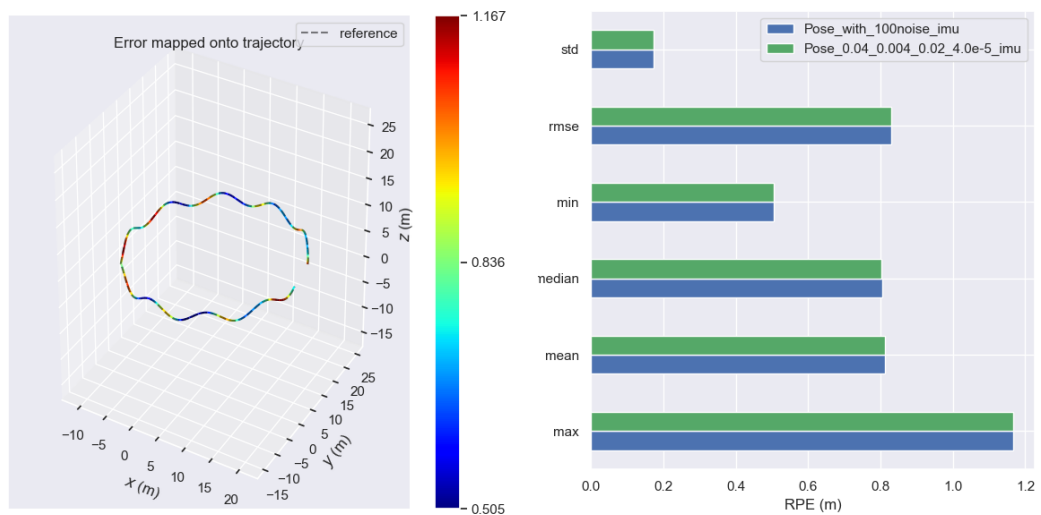 Error mapped onto trajectory
reference
25
20
15
10
5
0
−5
−10
−15
z (m)
−10
−5
0
5
10
15
20
x (m)
−15
−10
−5
0
5
10
15
20
25
y (m)
1.167
0.836
0.505
Pose_with_100noise_imu
Pose_0.04_0.004_0.02_4.0e-5_imu
std
rmse
min
median
mean
max
0.0 0.2 0.4 0.6 0.8 1.0 1.2
RPE (m)